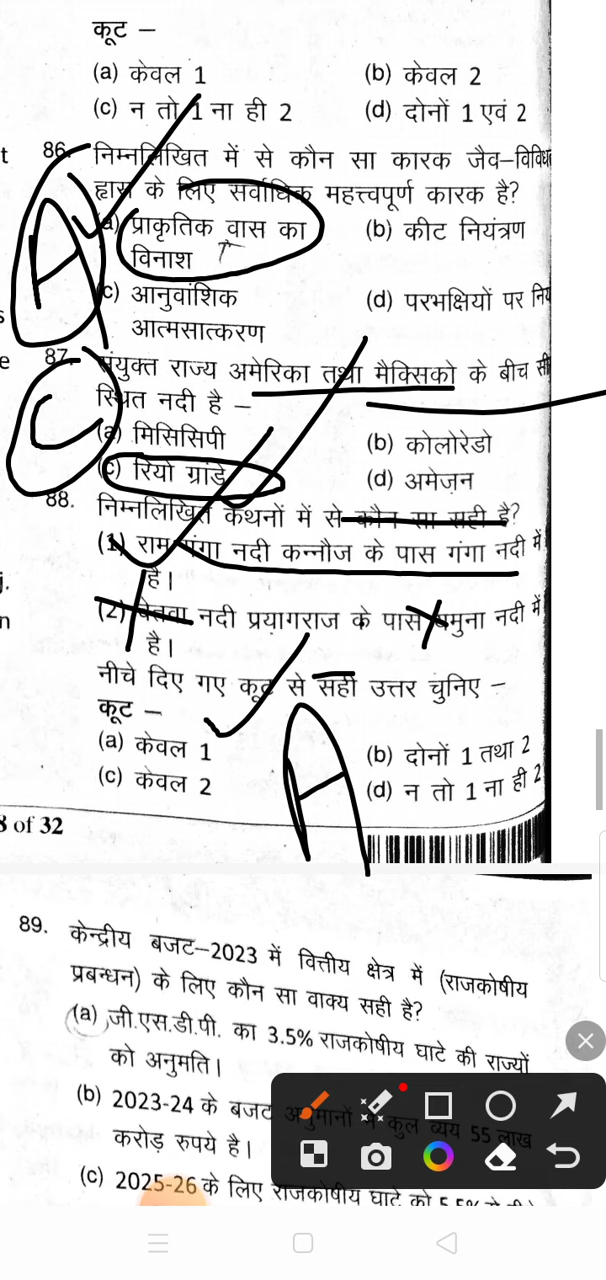 कूट –
(a) केवल 1 (b) केवल 2
(c) न तो 1 ना ही 2 (d) दोनों 1 एवं 2
t 86. निम्नलिखित में से कौन सा कारक जैव–विविध
ह्रास के लिए सर्वाधिक महत्त्वपूर्ण कारक है?
(a) प्राकृतिक वास का (b) कीट नियंत्रण
विनाश
A
(c) आनुवांशिक (d) परभक्षियों पर
s आत्मसात्करण
e 87. संयुक्त राज्य अमेरिका तथा मैक्सिको के बीच
स्थित नदी है –
C
(a) मिसिसिपी (b) कोलोरेडो
(c) रियो ग्रांडे (d) अमेज़न
88. निम्नलिखित कथनों में से कौन सा सही है?
(1) राम गंगा नदी कन्नौज के पास गंगा नदी में
j. है।
n (2) बेतवा नदी प्रयागराज के पास यमुना नदी में
है।
नीचे दिए गए कूट से सही उत्तर चुनिए –
कूट –
(a) केवल 1 (b) दोनों 1 तथा 2
(c) केवल 2 (d) न तो 1 ना ही 2
A
8 of 32
89. केन्द्रीय बजट–2023 में वित्तीय क्षेत्र में (राजकोषीय
प्रबन्धन) के लिए कौन सा वाक्य सही है?
(a) जी.एस.डी.पी. का 3.5% राजकोषीय घाटे की राज्यों
को अनुमति।
(b) 2023-24 के बजट अनुमानों में कुल व्यय 55 लाख
करोड़ रुपये है।
(c) 2025-26 के लिए राजकोषीय घाटे को